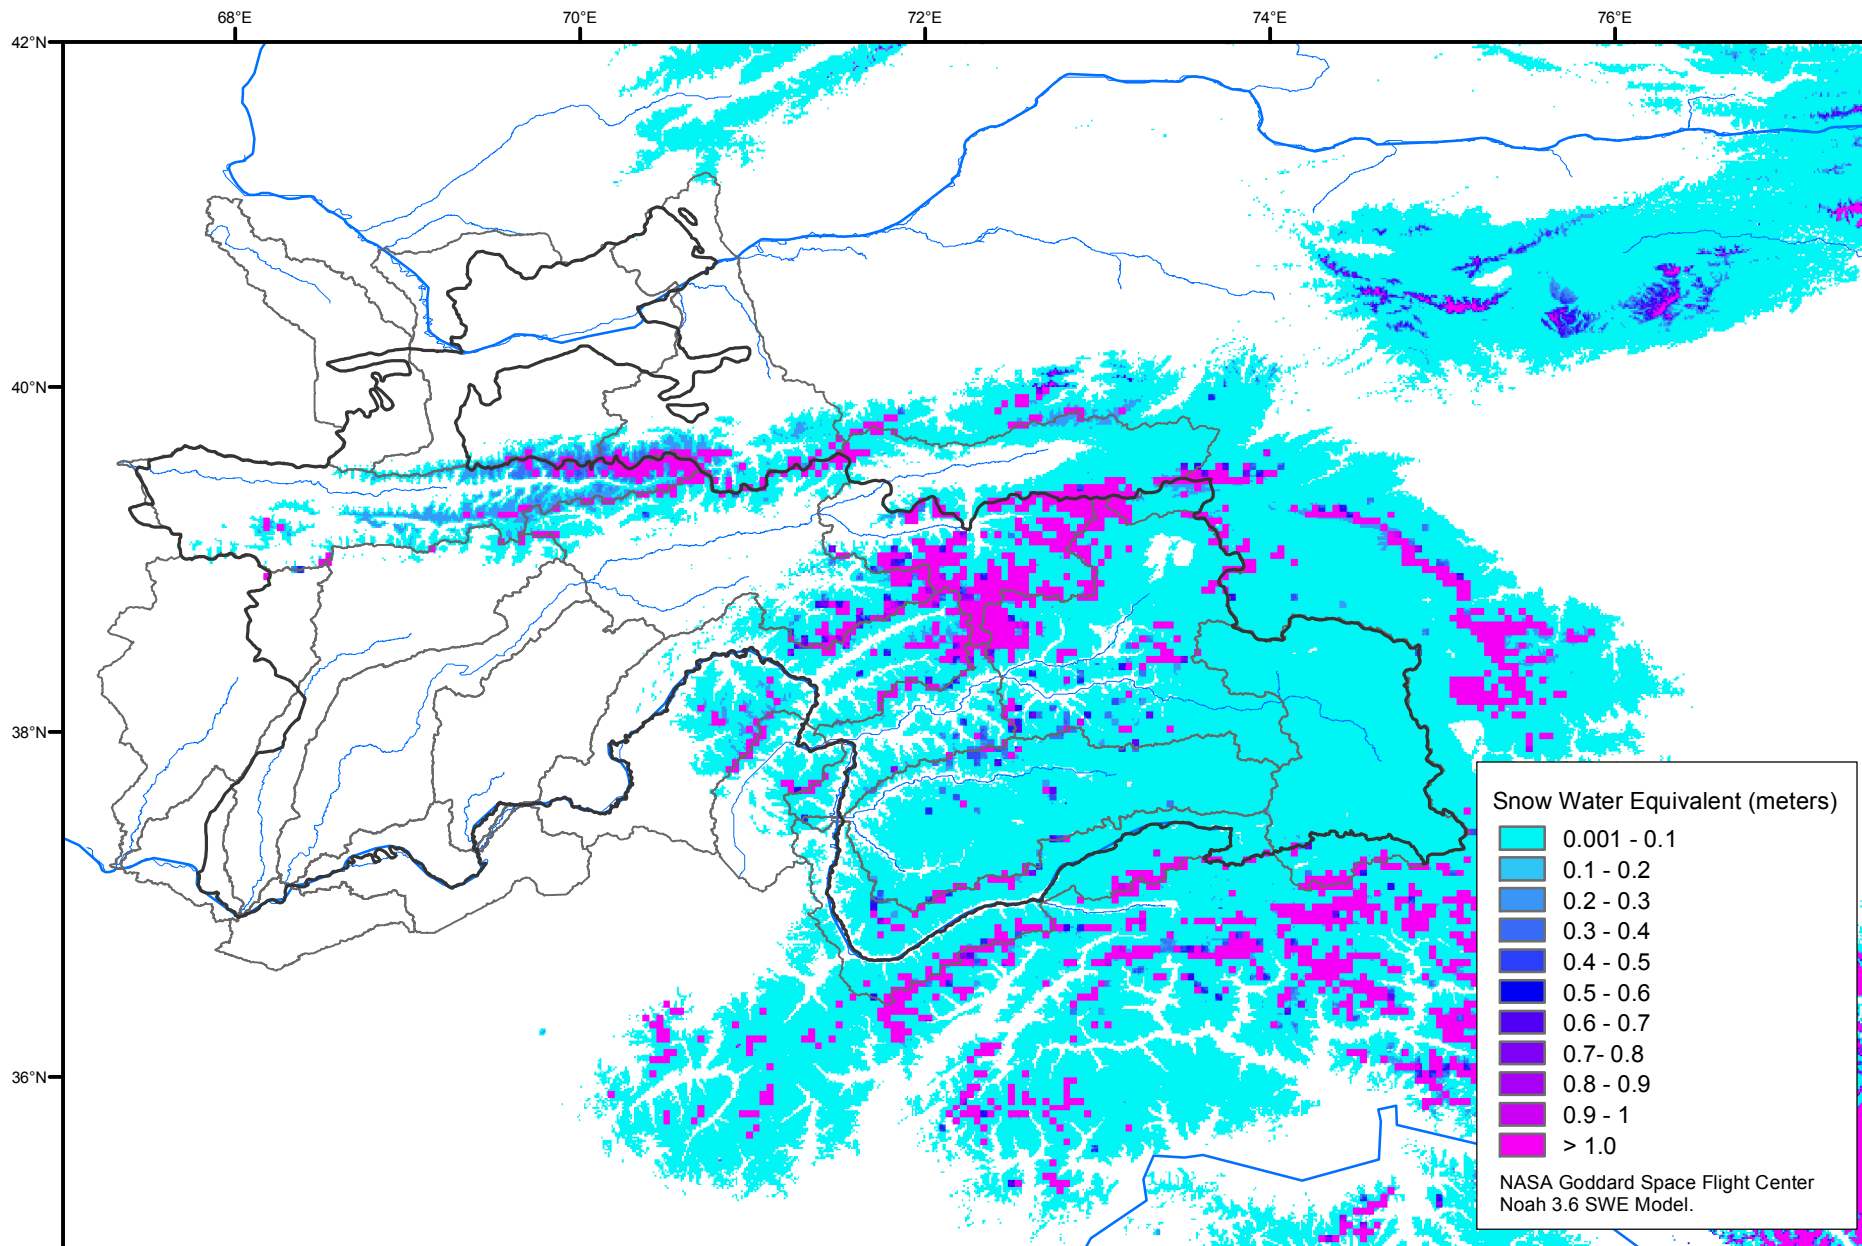 68°E
70°E
72°E
74°E
76°E
42°N
40°N
38°N
36°N
Snow Water Equivalent (meters)
0.001 - 0.1
0.1 - 0.2
0.2 - 0.3
0.3 - 0.4
0.4 - 0.5
0.5 - 0.6
0.6 - 0.7
0.7- 0.8
0.8 - 0.9
0.9 - 1
> 1.0
NASA Goddard Space Flight Center
Noah 3.6 SWE Model.